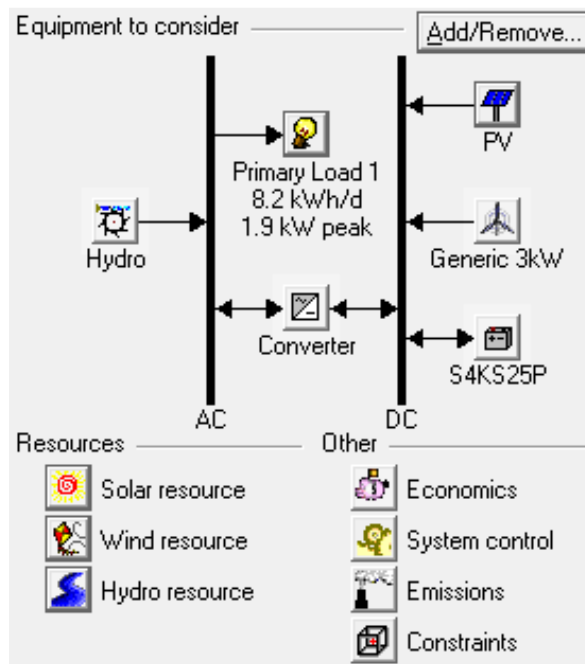 Equipment to consider
Add/Remove...
Primary Load 1
8.2 kWh/d
1.9 kW peak
PV
Hydro
Generic 3kW
Converter
S4KS25P
AC
DC
Resources
Other
Solar resource
Economics
Wind resource
System control
Hydro resource
Emissions
Constraints